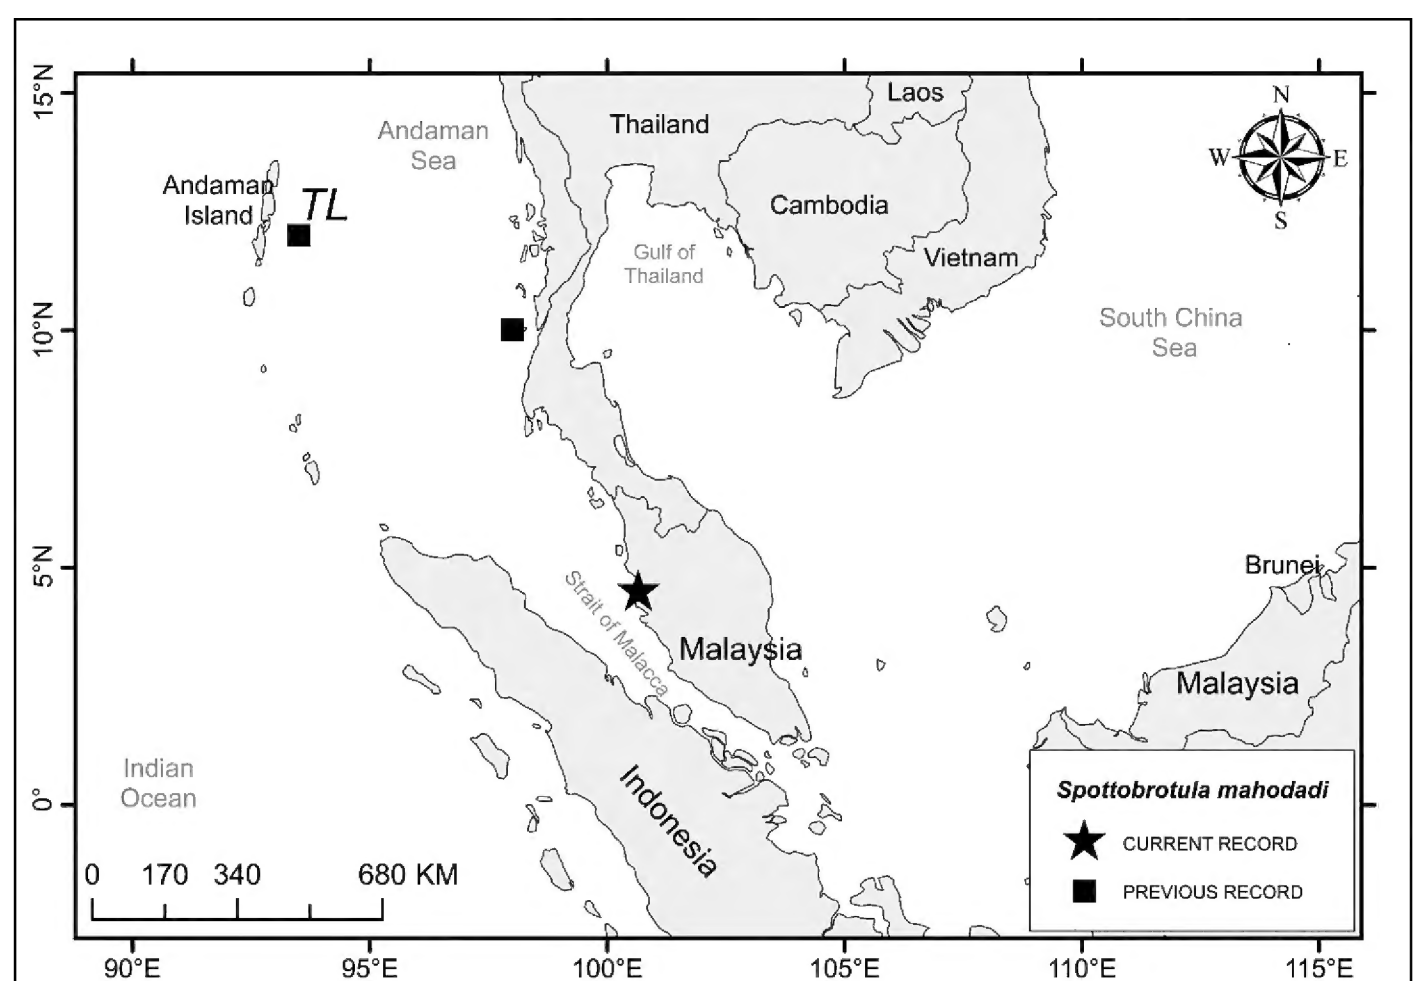 15°N
10°N
5°N
0°
Laos
Thailand
Andaman
Sea
N
W
E
S
Andaman
Island
TL
Cambodia
Gulf of
Thailand
Vietnam
South China
Sea
Brunei
Strait of Malacca
Malaysia
Malaysia
Indian
Ocean
Indonesia
Spottobrotula mahodadi
CURRENT RECORD
PREVIOUS RECORD
0 170 340 680 KM
90°E 95°E 100°E 105°E 110°E 115°E